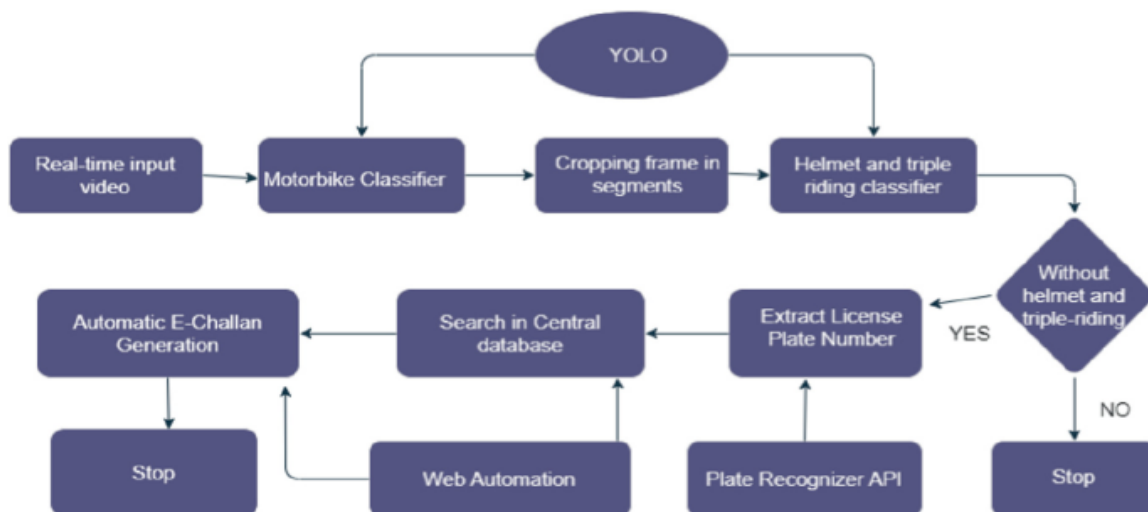 YOLO
Real-time input
video
Motorbike Classifier
Cropping frame in
segments
Helmet and triple
riding classifier
Without
helmet and
triple-riding
YES
NO
Extract License
Plate Number
Search in Central
database
Automatic E-Challan
Generation
Stop
Web Automation
Plate Recognizer API
Stop